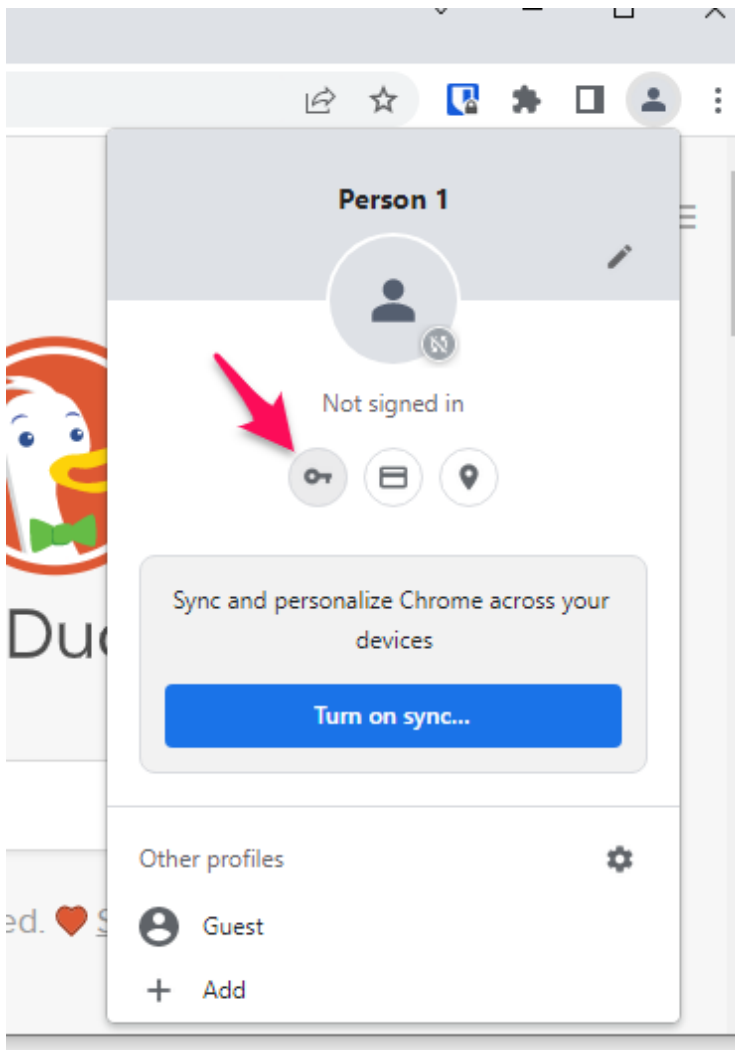 Person 1
Not signed in
Sync and personalize Chrome across your
devices
Turn on sync...
Duc
Other profiles
ed.
Guest
Add